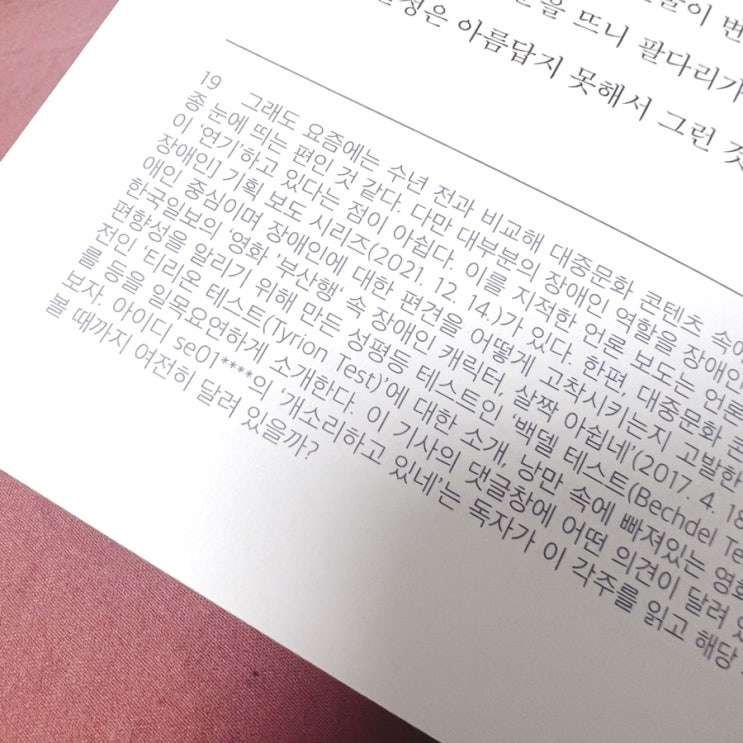 들이 변
을 뜨니 팔다리가
정은 아름답지 못해서 그런 것
19 그래도 요즘에는 수년 전과 비교해 대중문화 콘텐츠 속에
종 눈에 띄는 편인 것 같다. 다만 대부분의 장애인 역할을 장애인
이 '연기'하고 있다는 점이 아쉽다. 이를 지적한 언론 보도는 언론
장애인] 기획 보도 시리즈(2021. 12. 14.)가 있다. 한편, 대중문화 콘
애인 중심이며 장애인에 대한 편견을 어떻게 고착시키는지 고발한
한국일보의 '영화 '부산행' 속 장애인 캐릭터, 살짝 아쉽네'(2017. 4. 18
편향성을 알리기 위해 만든 성평등 테스트인 '백델 테스트(Bechdel Te
전인 '티리온 테스트(Tyrion Test)'에 대한 소개, 낭만 속에 빠져있는 영화
를 등을 일목요연하게 소개한다. 이 기사의 댓글창에 어떤 의견이 달려 있
보자. 아이디 se01****의 '개소리하고 있네'는 독자가 이 각주를 읽고 해당
볼 때까지 여전히 달려 있을까?